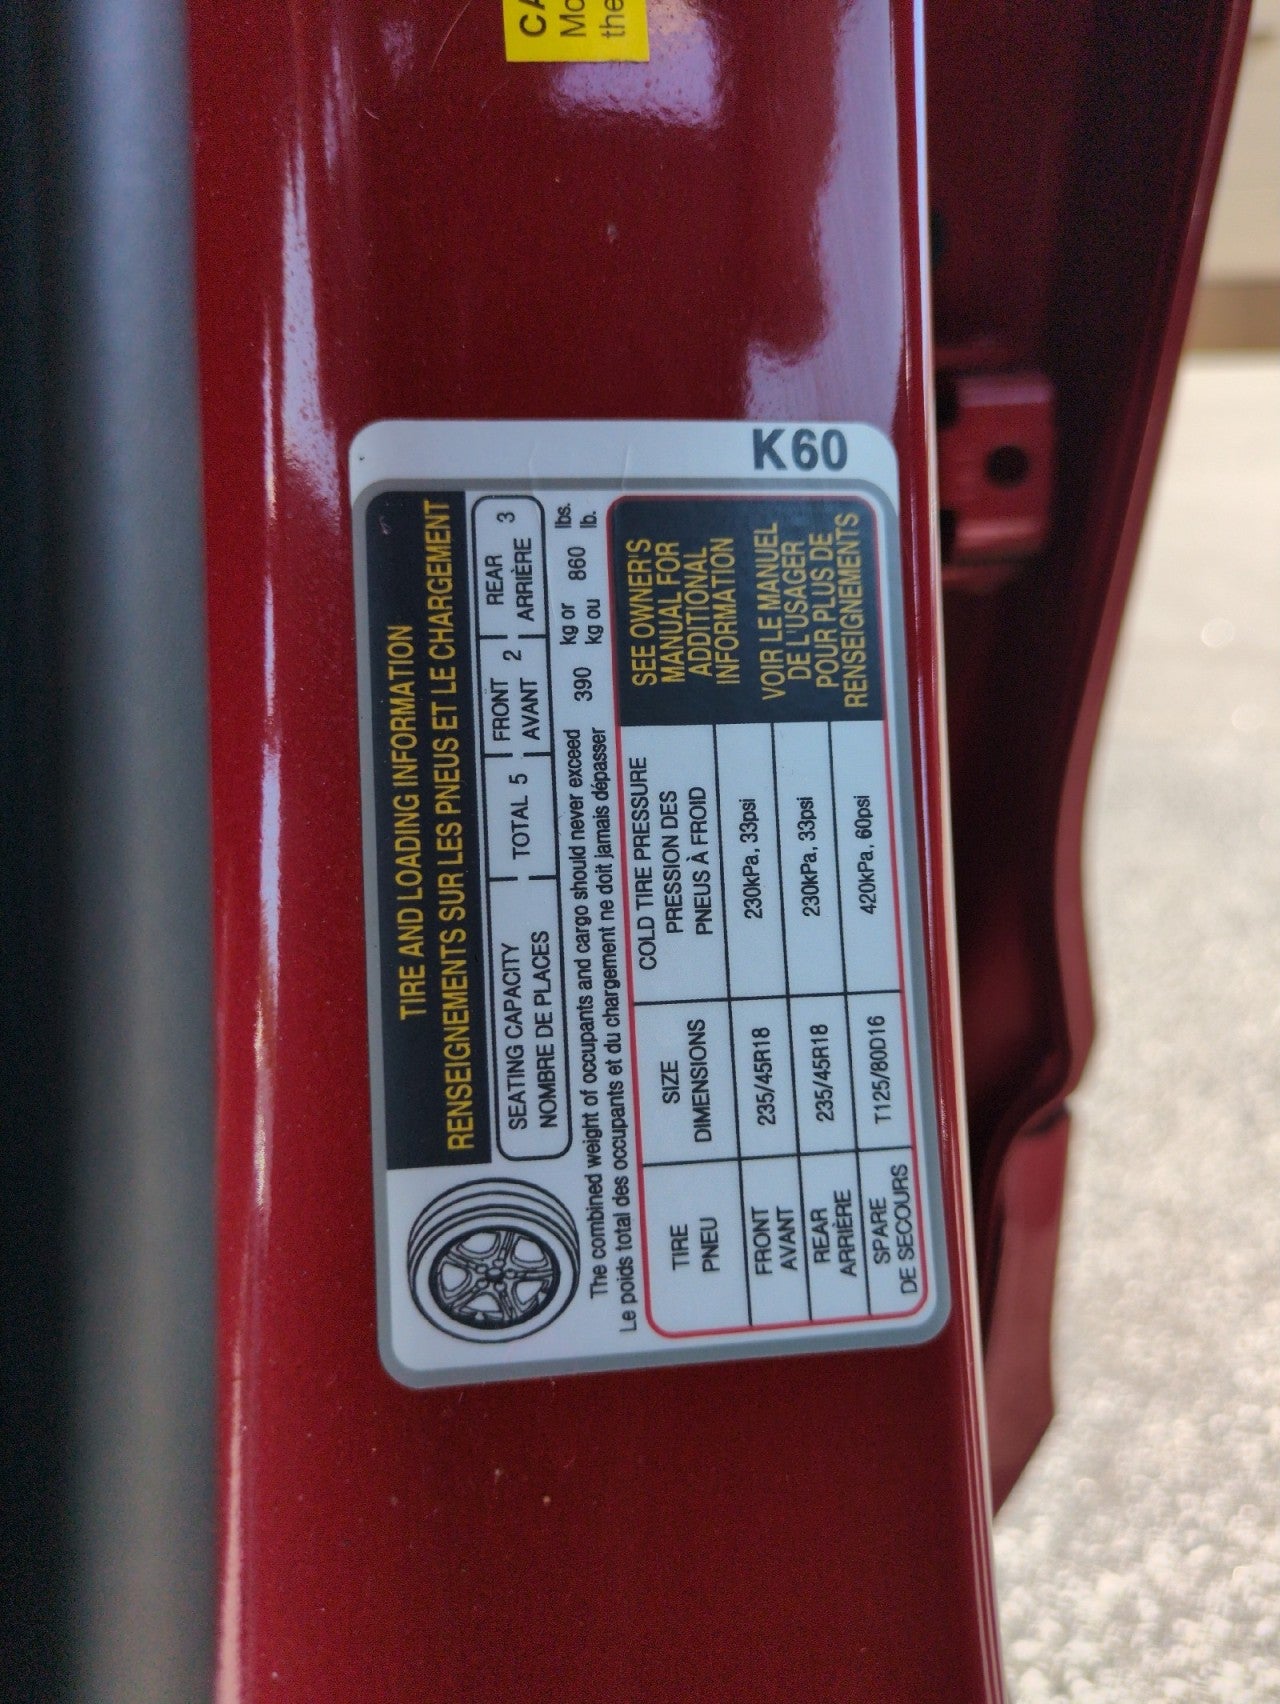 CA
Mo
the
K60
TIRE AND LOADING INFORMATION
RENSEIGNEMENTS SUR LES PNEUS ET LE CHARGEMENT
SEATING CAPACITY
NOMBRE DE PLACES
TOTAL 5
FRONT
AVANT 2
REAR
ARRIÈRE 3
The combined weight of occupants and cargo should never exceed 390 kg or 860 lbs.
Le poids total des occupants et du chargement ne doit jamais dépasser kg ou lb.
TIRE
PNEU
SIZE
DIMENSIONS
COLD TIRE PRESSURE
PRESSION DES
PNEUS À FROID
FRONT
AVANT
235/45R18
230kPa, 33psi
REAR
ARRIÈRE
235/45R18
230kPa, 33psi
SPARE
DE SECOURS
T125/80D16
420kPa, 60psi
SEE OWNER'S
MANUAL FOR
ADDITIONAL
INFORMATION
VOIR LE MANUEL
DE L'USAGER
POUR PLUS DE
RENSEIGNEMENTS